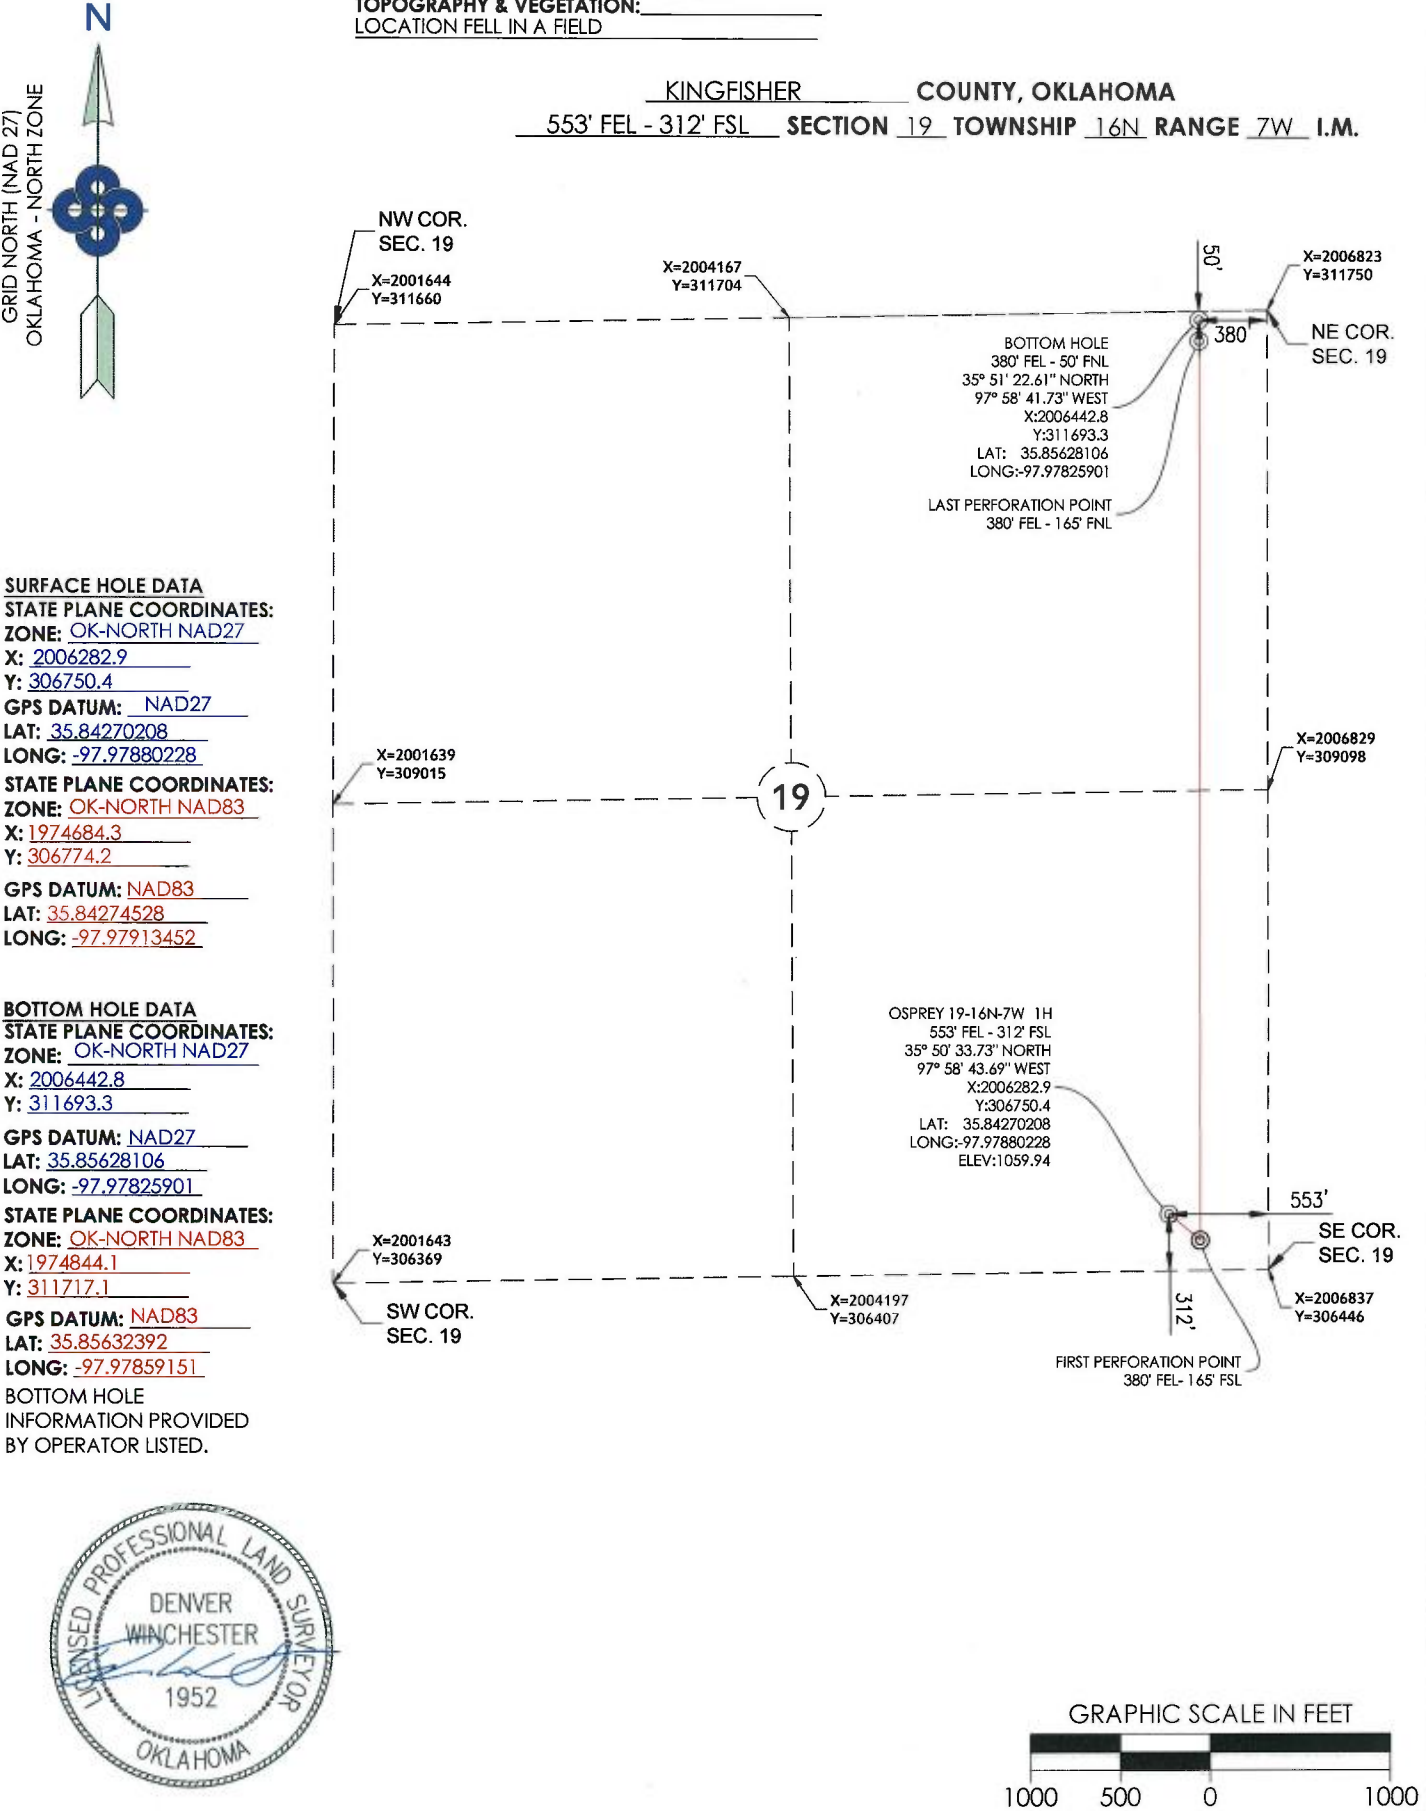 TOPOGRAPHY & VEGETATION:
LOCATION FELL IN A FIELD
N
GRID NORTH (NAD 27)
OKLAHOMA - NORTH ZONE
KINGFISHER COUNTY, OKLAHOMA
553' FEL - 312' FSL SECTION 19 TOWNSHIP 16N RANGE 7W I.M.
NW COR.
SEC. 19
X=2001644
Y=311660
X=2004167
Y=311704
50'
X=2006823
Y=311750
380'
NE COR.
SEC. 19
BOTTOM HOLE
380' FEL - 50' FNL
35° 51' 22.61" NORTH
97° 58' 41.73" WEST
X:2006442.8
Y:311693.3
LAT: 35.85628106
LONG:-97.97825901
LAST PERFORATION POINT
380' FEL - 165' FNL
SURFACE HOLE DATA
STATE PLANE COORDINATES:
ZONE: OK-NORTH NAD27
X: 2006282.9
Y: 306750.4
GPS DATUM: NAD27
LAT: 35.84270208
LONG: -97.97880228
STATE PLANE COORDINATES:
ZONE: OK-NORTH NAD83
X: 1974684.3
Y: 306774.2
GPS DATUM: NAD83
LAT: 35.84274528
LONG: -97.97913452
X=2001639
Y=309015
19
X=2006829
Y=309098
BOTTOM HOLE DATA
STATE PLANE COORDINATES:
ZONE: OK-NORTH NAD27
X: 2006442.8
Y: 311693.3
GPS DATUM: NAD27
LAT: 35.85628106
LONG: -97.97825901
STATE PLANE COORDINATES:
ZONE: OK-NORTH NAD83
X: 1974844.1
Y: 311717.1
GPS DATUM: NAD83
LAT: 35.85632392
LONG: -97.97859151
BOTTOM HOLE
INFORMATION PROVIDED
BY OPERATOR LISTED.
OSPREY 19-16N-7W 1H
553' FEL - 312' FSL
35° 50' 33.73" NORTH
97° 58' 43.69" WEST
X:2006282.9
Y:306750.4
LAT: 35.84270208
LONG:-97.97880228
ELEV:1059.94
553'
SE COR.
SEC. 19
X=2001643
Y=306369
SW COR.
SEC. 19
X=2004197
Y=306407
312'
X=2006837
Y=306446
FIRST PERFORATION POINT
380' FEL- 165' FSL
LICENSED PROFESSIONAL LAND SURVEYOR
DENVER
WINCHESTER
1952
OKLAHOMA
GRAPHIC SCALE IN FEET
1000 500 0 1000